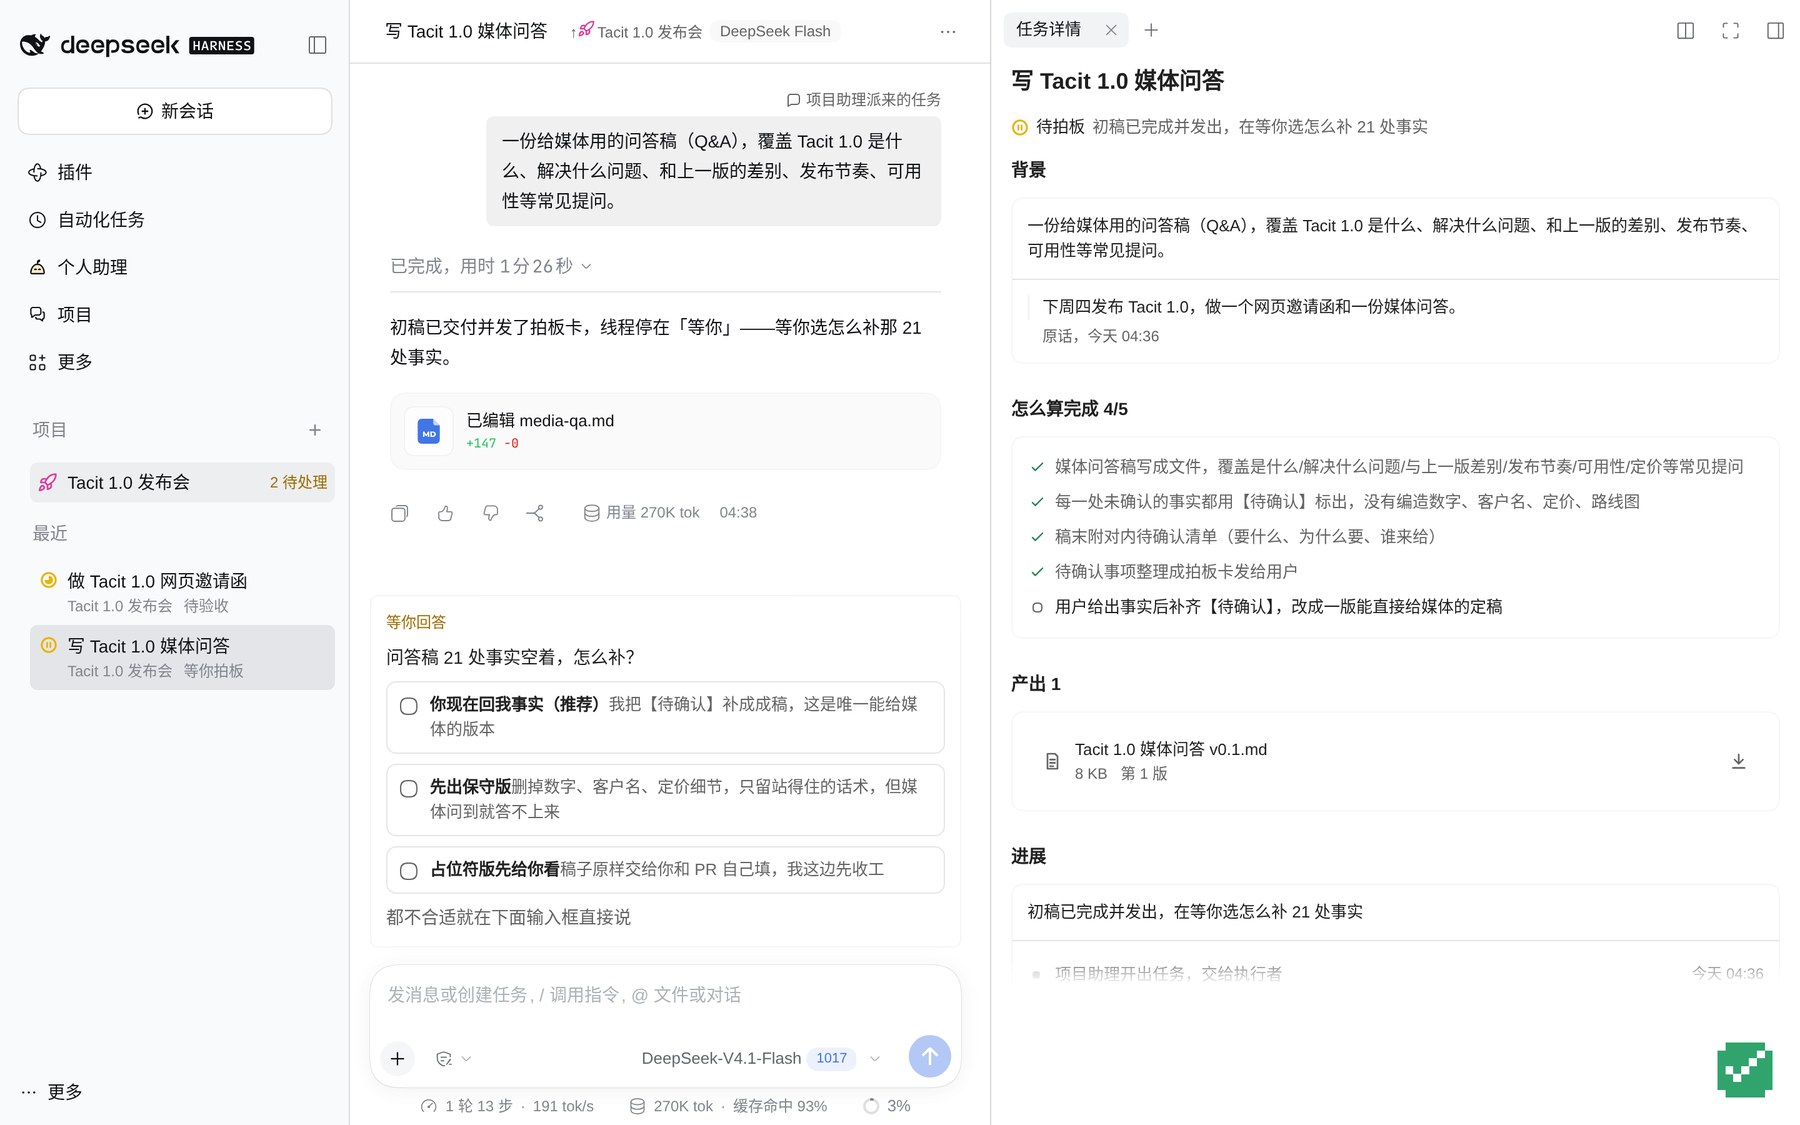 deepseek HARNESS
新会话
插件
自动化任务
个人助理
项目
更多
项目
Tacit 1.0 发布会 2 待处理
最近
做 Tacit 1.0 网页邀请函
Tacit 1.0 发布会 待验收
写 Tacit 1.0 媒体问答
Tacit 1.0 发布会 等你拍板
更多
写 Tacit 1.0 媒体问答 ↑ Tacit 1.0 发布会 DeepSeek Flash
项目助理派来的任务
一份给媒体用的问答稿（Q&A），覆盖 Tacit 1.0 是什
么、解决什么问题、和上一版的差别、发布节奏、可用
性等常见提问。
已完成，用时 1 分 26 秒
初稿已交付并发了拍板卡，线程停在「等你」——等你选怎么补那 21
处事实。
MD
已编辑 media-qa.md
+147 -0
用量 270K tok 04:38
等你回答
问答稿 21 处事实空着，怎么补？
你现在回我事实（推荐）我把【待确认】补成成稿，这是唯一能给媒
体的版本
先出保守版删掉数字、客户名、定价细节，只留站得住的话术，但媒
体问到就答不上来
占位符版先给你看稿子原样交给你和 PR 自己填，我这边先收工
都不合适就在下面输入框直接说
发消息或创建任务, / 调用指令, @ 文件或对话
DeepSeek-V4.1-Flash 1017
1 轮 13 步 · 191 tok/s 270K tok · 缓存命中 93% 3%
任务详情
写 Tacit 1.0 媒体问答
待拍板 初稿已完成并发出，在等你选怎么补 21 处事实
背景
一份给媒体用的问答稿（Q&A），覆盖 Tacit 1.0 是什么、解决什么问题、和上一版的差别、发布节奏、
可用性等常见提问。
下周四发布 Tacit 1.0，做一个网页邀请函和一份媒体问答。
原话，今天 04:36
怎么算完成 4/5
媒体问答稿写成文件，覆盖是什么/解决什么问题/与上一版差别/发布节奏/可用性/定价等常见提问
每一处未确认的事实都用【待确认】标出，没有编造数字、客户名、定价、路线图
稿末附对内待确认清单（要什么、为什么要、谁来给）
待确认事项整理成拍板卡发给用户
用户给出事实后补齐【待确认】，改成一版能直接给媒体的定稿
产出 1
Tacit 1.0 媒体问答 v0.1.md
8 KB 第 1 版
进展
初稿已完成并发出，在等你选怎么补 21 处事实
项目助理开出任务，交给执行者 今天 04:36